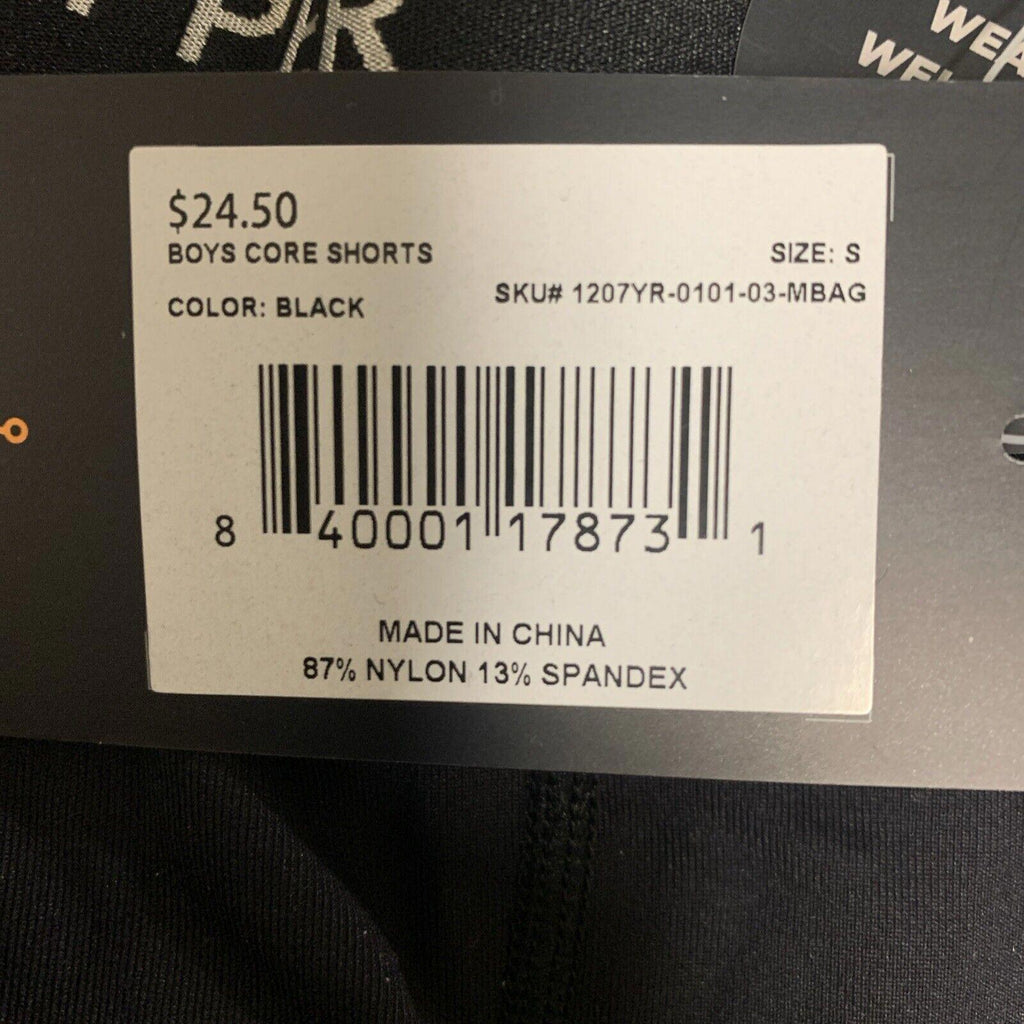 $24.50
BOYS CORE SHORTS
SIZE: S
COLOR: BLACK
SKU# 1207YR-0101-03-MBAG
8 40001 17873 1
MADE IN CHINA
87% NYLON 13% SPANDEX